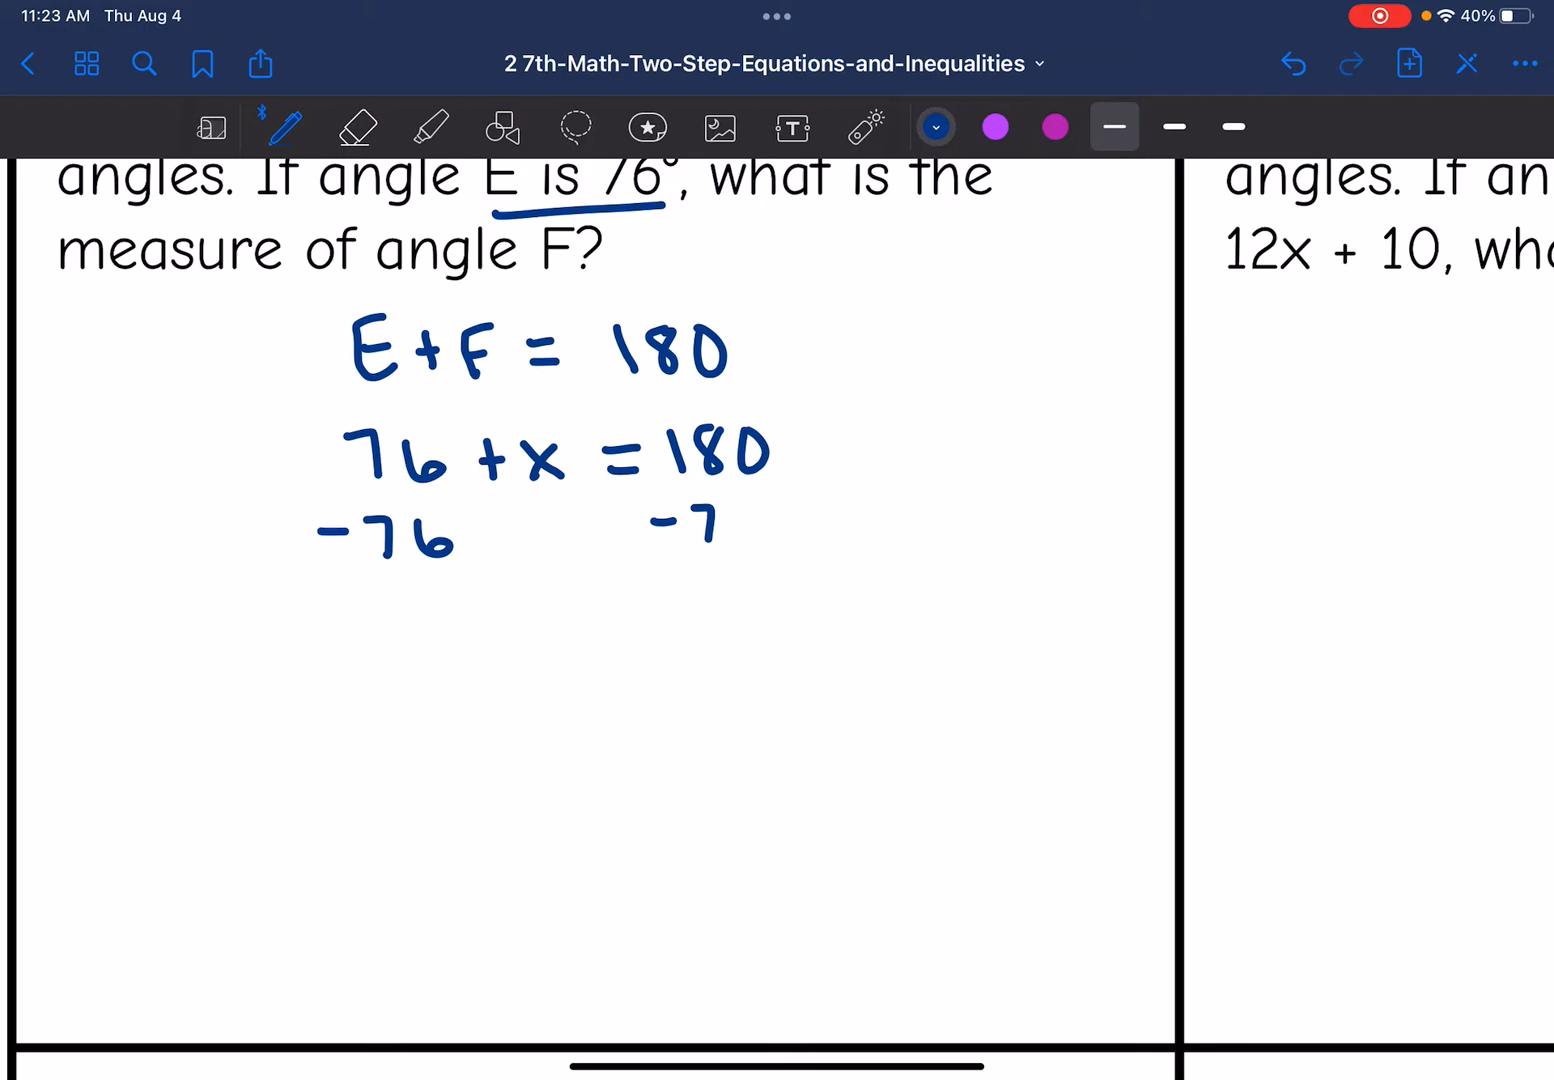 11:23 AM Thu Aug 4
40%
2 7th-Math-Two-Step-Equations-and-Inequalities
T
angles. If angle E is 76°, what is the
measure of angle F?
E + F = 180
76 + x = 180
-76 -7
angles. If an
12x + 10, wha